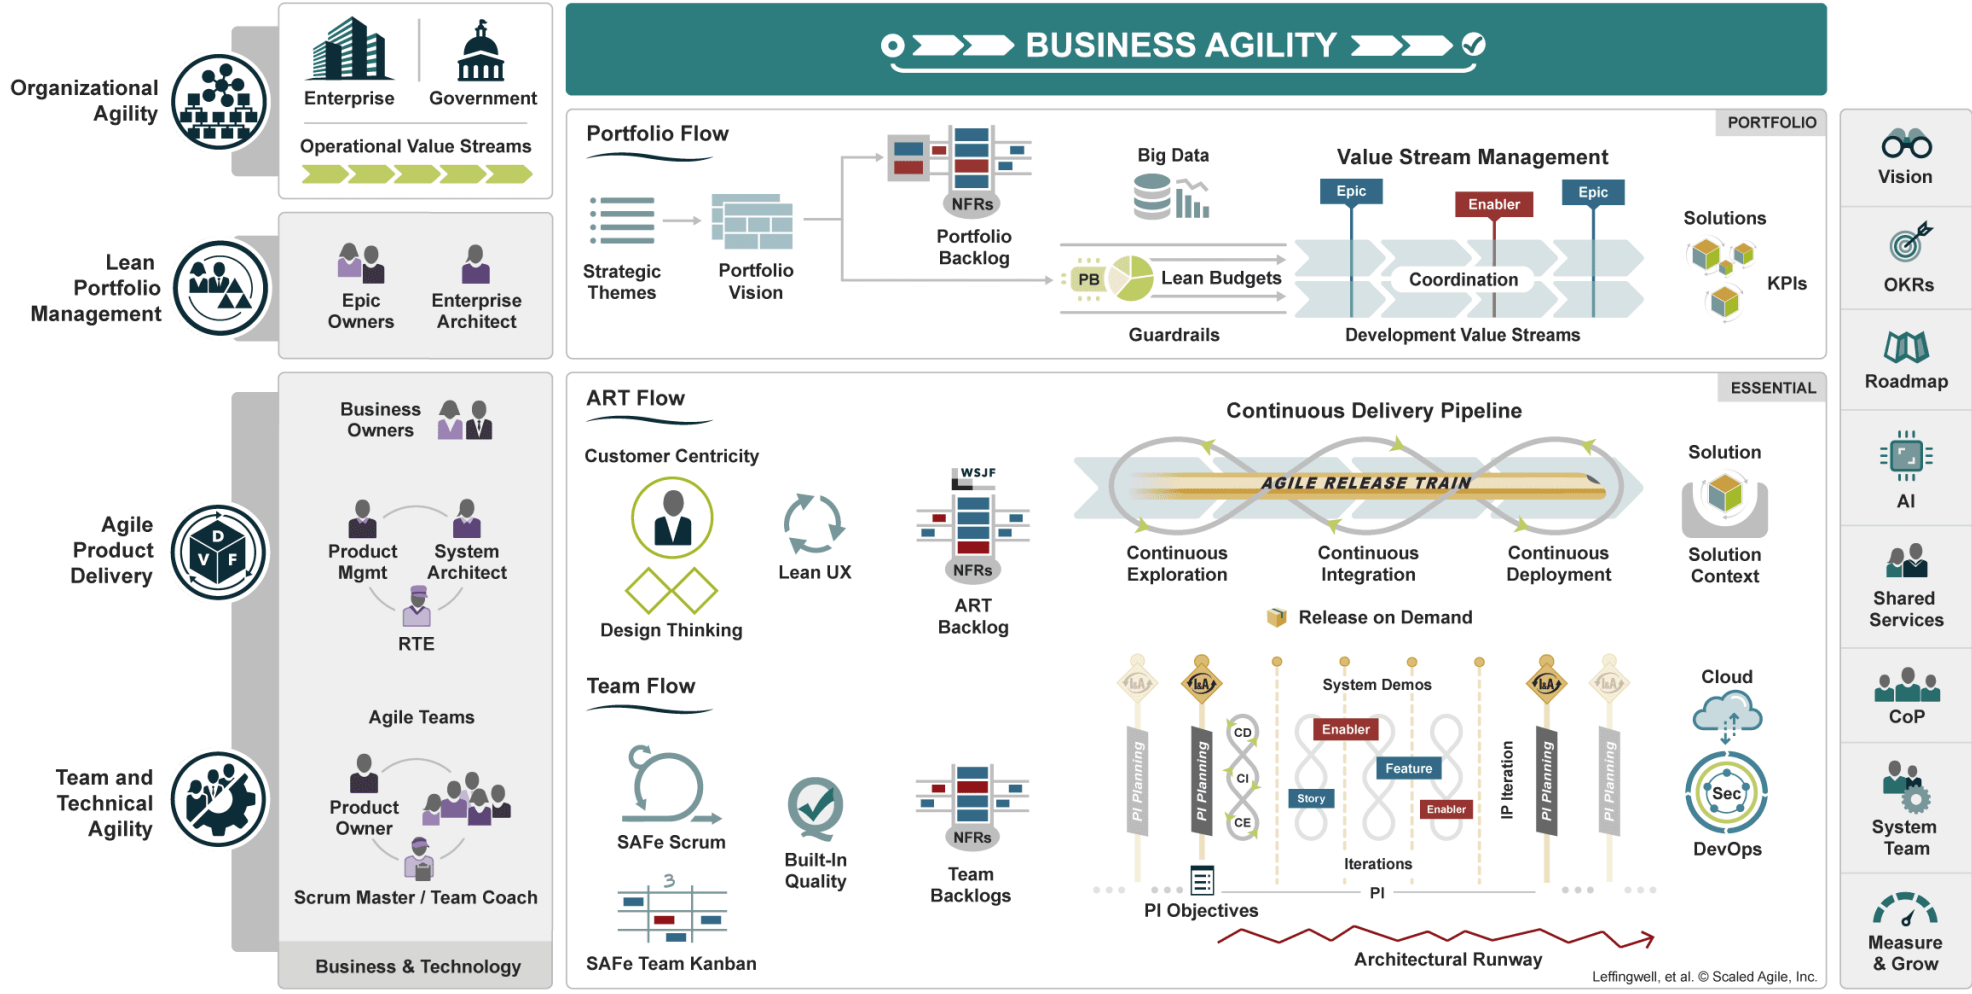 Organizational
Agility
Lean
Portfolio
Management
Agile
Product
Delivery
D
V
F
Team and
Technical
Agility
Enterprise
Government
Operational Value Streams
Epic
Owners
Enterprise
Architect
Business
Owners
Product
Mgmt
System
Architect
RTE
Agile Teams
Product
Owner
Scrum Master / Team Coach
Business & Technology
BUSINESS AGILITY
PORTFOLIO
Portfolio Flow
Strategic
Themes
Portfolio
Vision
NFRs
Portfolio
Backlog
Big Data
PB
Lean Budgets
Guardrails
Value Stream Management
Epic
Enabler
Epic
Coordination
Development Value Streams
Solutions
KPIs
ESSENTIAL
ART Flow
Customer Centricity
Design Thinking
Lean UX
WSJF
NFRs
ART
Backlog
Continuous Delivery Pipeline
AGILE RELEASE TRAIN
Continuous
Exploration
Continuous
Integration
Continuous
Deployment
Release on Demand
Solution
Solution
Context
Team Flow
SAFe Scrum
3
SAFe Team Kanban
Built-In
Quality
NFRs
Team
Backlogs
I&A
I&A
I&A
I&A
PI Planning
PI Planning
CD
CI
CE
System Demos
Enabler
Feature
Story
Enabler
Iterations
IP Iteration
PI Planning
PI Planning
PI
PI Objectives
Architectural Runway
Cloud
Sec
DevOps
Leffingwell, et al. © Scaled Agile, Inc.
Vision
OKRs
Roadmap
AI
Shared
Services
CoP
System
Team
Measure
& Grow